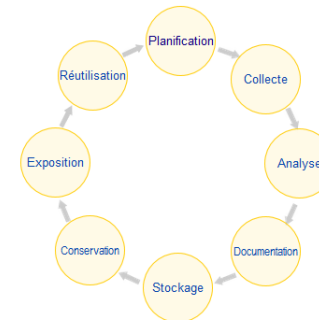 Planification
Collecte
Analyse
Documentation
Stockage
Conservation
Exposition
Réutilisation